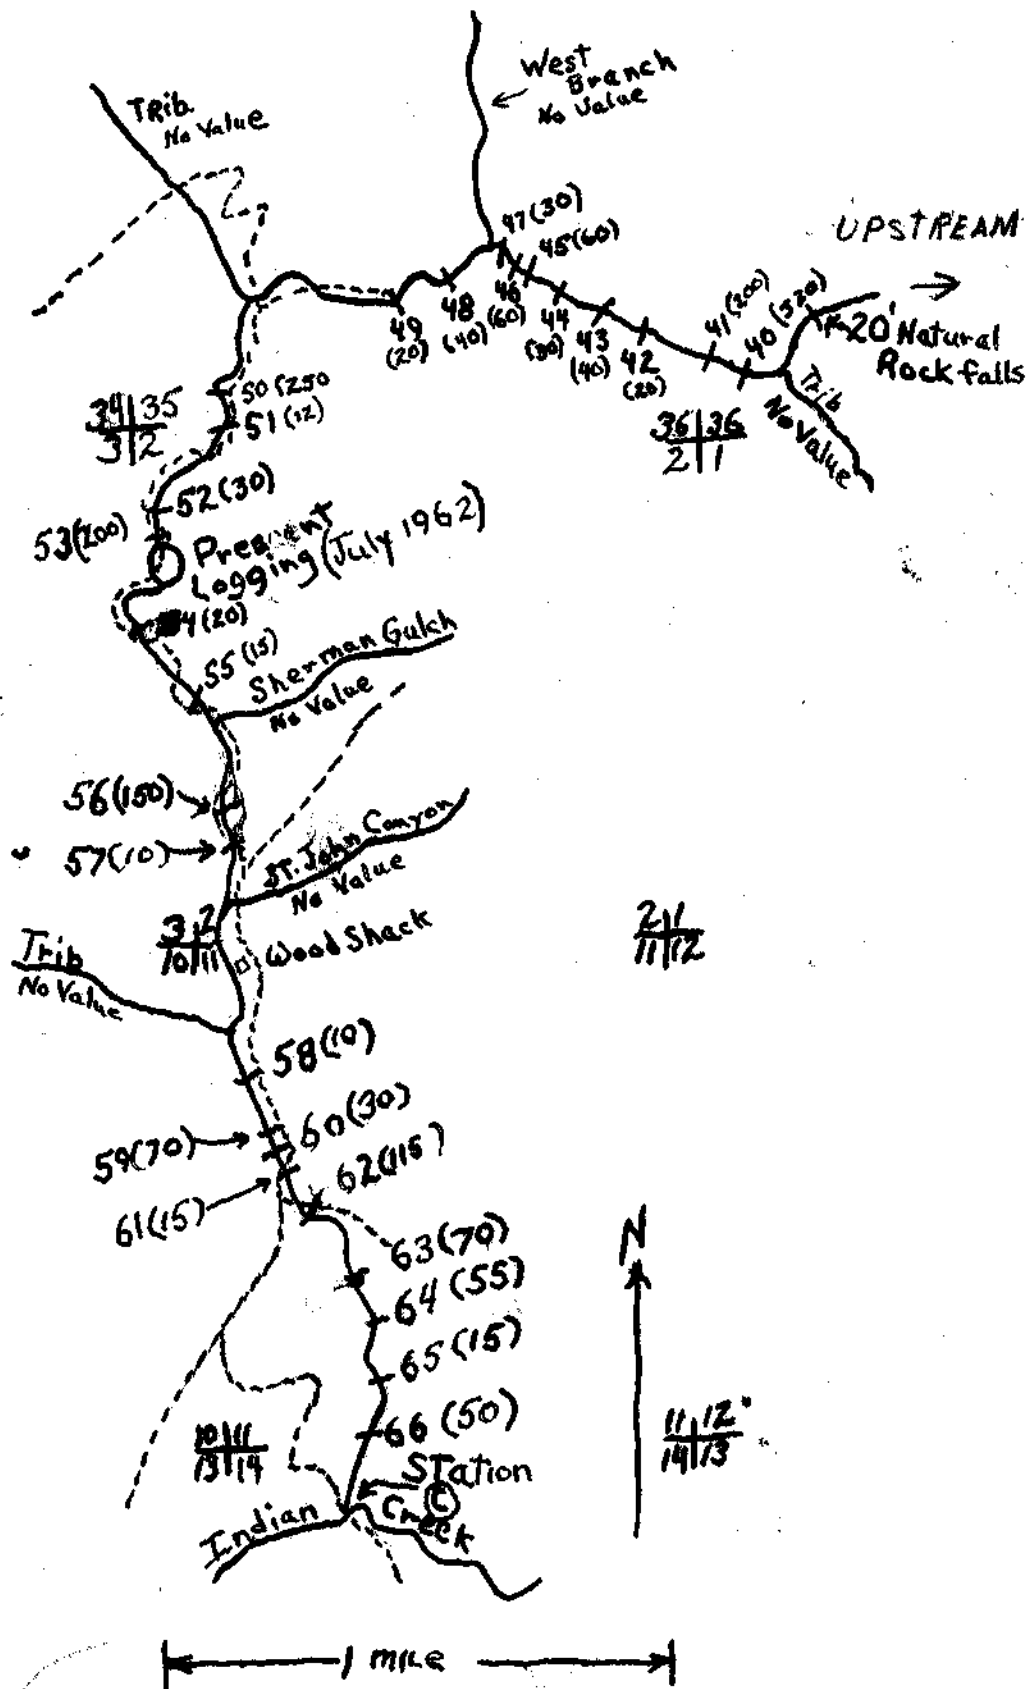 West
Branch
No Value
TRib.
No Value
UPSTREAM
47(30)
45(60)
46
(60)
44
(30)
43
(40)
42
(20)
41(200)
40(520)
20' Natural
Rock falls
Trib
No Value
48
(40)
49
(20)
50(250
51(12)
34|35
3|2
36|36
2|1
52(30)
53(200)
Present
Logging (July 1962)
4(20)
55(15)
Sherman Gulch
No Value
56(150)
57(10)
ST. John Canyon
No Value
3|2
10|11
Wood Shack
2|1
11|12
Trib
No Value
58(10)
59(70)
60(30)
61(15)
62(115)
63(70)
64(55)
65(15)
66(50)
N
10|11
13|14
11|12
14|13
STation
C
Indian
Creek
1 mile